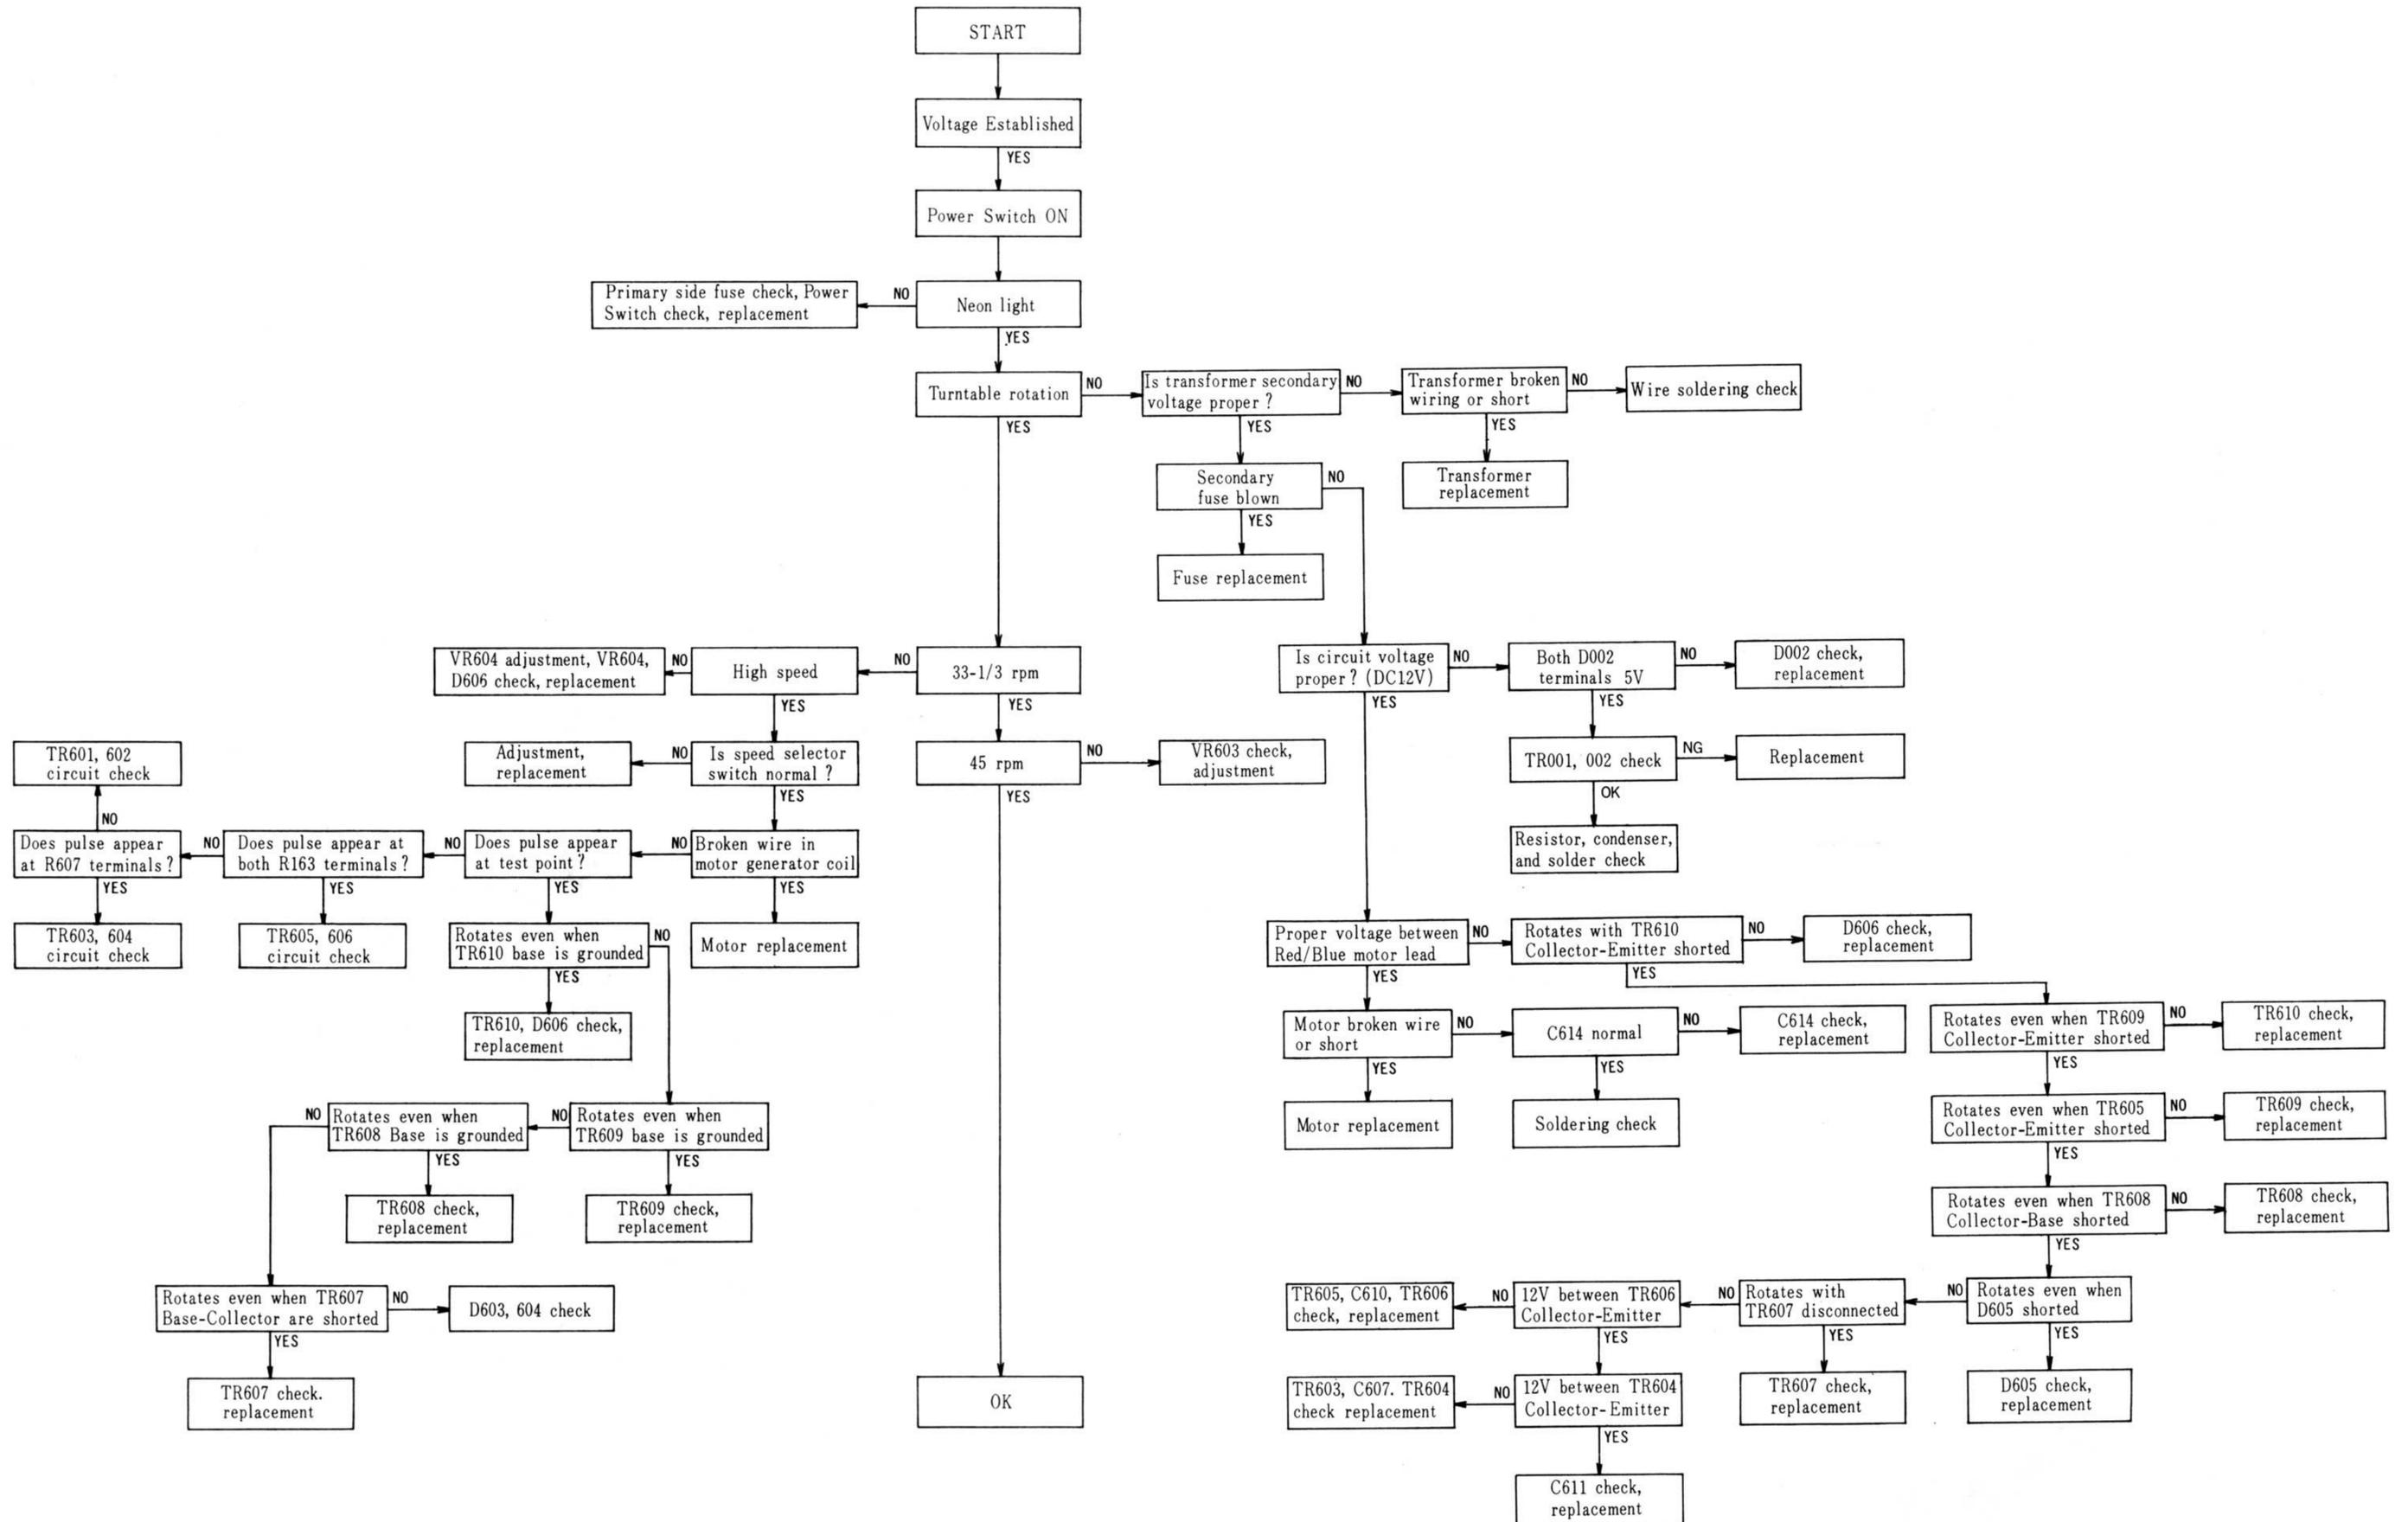 START
Voltage Established
YES
Power Switch ON
Primary side fuse check, Power
Switch check, replacement
NO
Neon light
YES
Turntable rotation
NO
Is transformer secondary
voltage proper ?
NO
Transformer broken
wiring or short
NO
Wire soldering check
YES
YES
YES
Secondary
fuse blown
NO
Transformer
replacement
YES
Fuse replacement
VR604 adjustment, VR604,
D606 check, replacement
NO
High speed
NO
33-1/3 rpm
Is circuit voltage
proper ? (DC12V)
NO
Both D002
terminals 5V
NO
D002 check,
replacement
YES
YES
YES
YES
TR601, 602
circuit check
Adjustment,
replacement
NO
Is speed selector
switch normal ?
45 rpm
NO
VR603 check,
adjustment
TR001, 002 check
NG
Replacement
YES
YES
OK
NO
Does pulse appear
at R607 terminals ?
NO
Does pulse appear at
both R163 terminals ?
NO
Does pulse appear
at test point ?
NO
Broken wire in
motor generator coil
Resistor, condenser,
and solder check
YES
YES
YES
YES
TR603, 604
circuit check
TR605, 606
circuit check
Rotates even when
TR610 base is grounded
NO
Motor replacement
Proper voltage between
Red/Blue motor lead
NO
Rotates with TR610
Collector-Emitter shorted
NO
D606 check,
replacement
YES
YES
YES
TR610, D606 check,
replacement
Motor broken wire
or short
NO
C614 normal
NO
C614 check,
replacement
Rotates even when TR609
Collector-Emitter shorted
NO
TR610 check,
replacement
YES
YES
YES
NO
Rotates even when
TR608 Base is grounded
NO
Rotates even when
TR609 base is grounded
Motor replacement
Soldering check
Rotates even when TR605
Collector-Emitter shorted
NO
TR609 check,
replacement
YES
YES
YES
TR608 check,
replacement
TR609 check,
replacement
Rotates even when TR608
Collector-Base shorted
NO
TR608 check,
replacement
YES
Rotates even when TR607
Base-Collector are shorted
NO
D603, 604 check
TR605, C610, TR606
check, replacement
NO
12V between TR606
Collector-Emitter
NO
Rotates with
TR607 disconnected
NO
Rotates even when
D605 shorted
YES
YES
YES
YES
TR607 check.
replacement
OK
TR603, C607. TR604
check replacement
NO
12V between TR604
Collector-Emitter
TR607 check,
replacement
D605 check,
replacement
YES
C611 check,
replacement